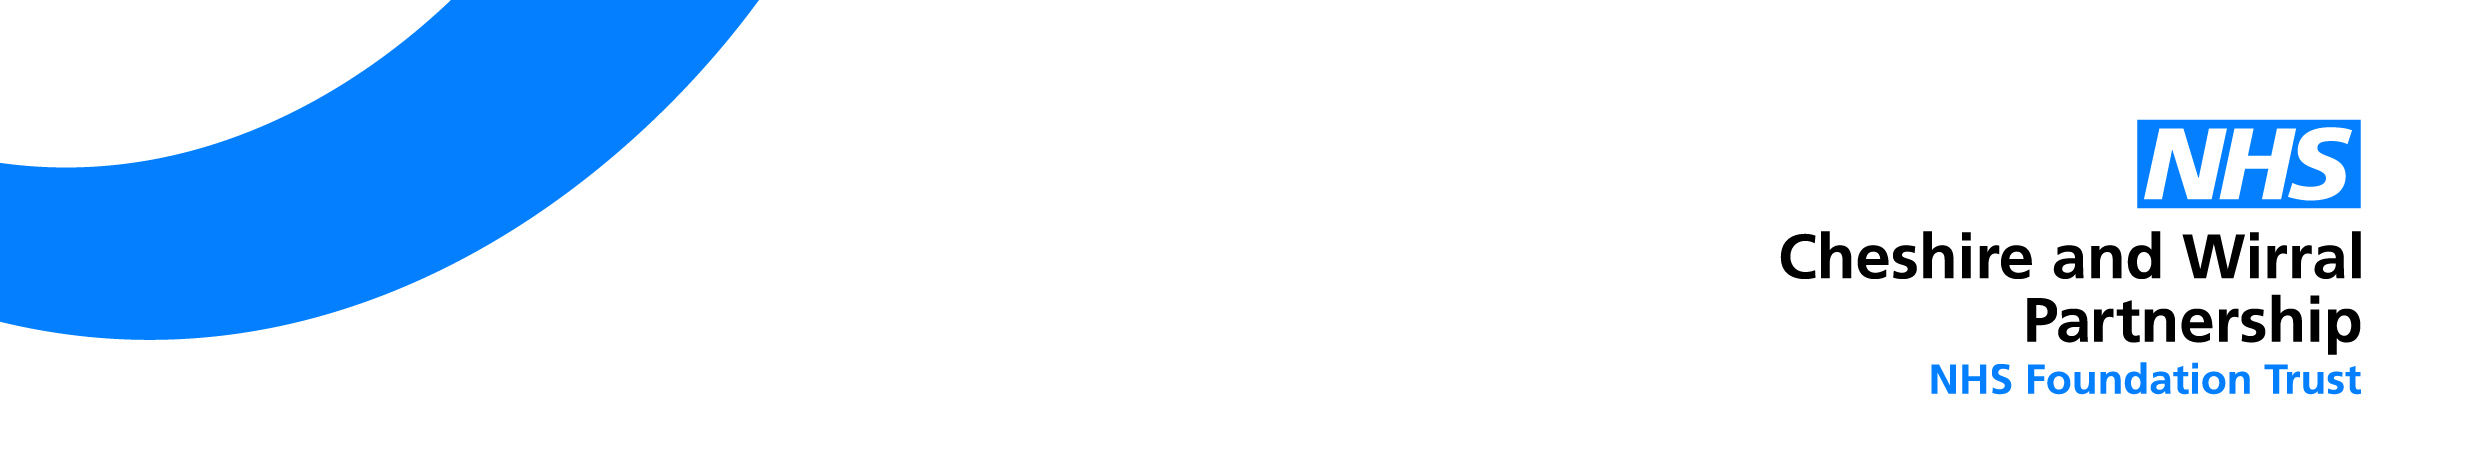 NHS
Cheshire and Wirral
Partnership
NHS Foundation Trust